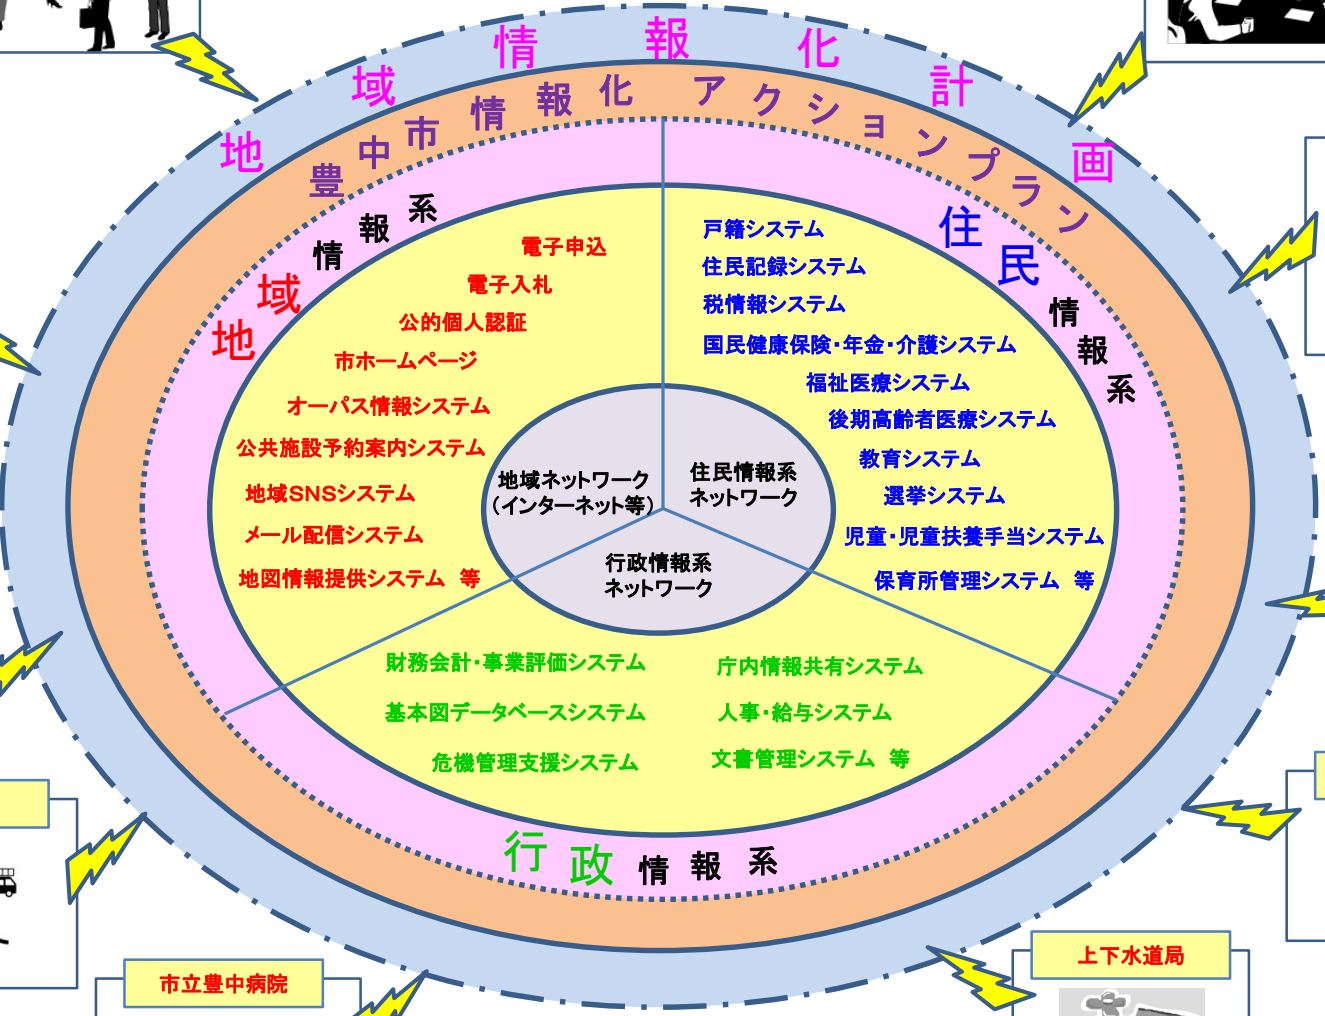 地域情報化計画
豊中市情報化アクションプラン
地域情報系
電子申込
電子入札
公的個人認証
市ホームページ
オーパス情報システム
公共施設予約案内システム
地域SNSシステム
メール配信システム
地図情報提供システム 等
住民情報系
戸籍システム
住民記録システム
税情報システム
国民健康保険・年金・介護システム
福祉医療システム
後期高齢者医療システム
教育システム
選挙システム
児童・児童扶養手当システム
保育所管理システム 等
地域ネットワーク
(インターネット等)
住民情報系
ネットワーク
行政情報系
ネットワーク
財務会計・事業評価システム
基本図データベースシステム
危機管理支援システム
庁内情報共有システム
人事・給与システム
文書管理システム 等
行政情報系
市立豊中病院
上下水道局